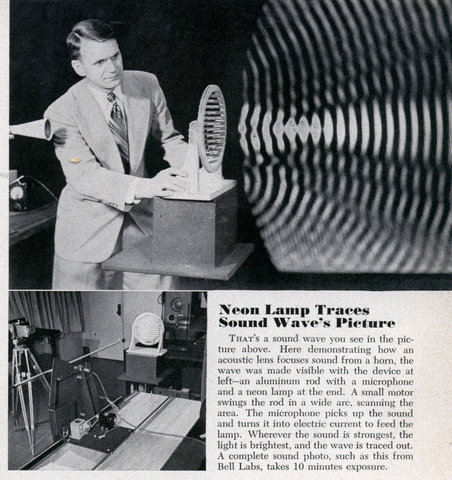 Neon Lamp Traces
Sound Wave's Picture
THAT'S a sound wave you see in the pic-
ture above. Here demonstrating how an
acoustic lens focuses sound from a horn, the
wave was made visible with the device at
left—an aluminum rod with a microphone
and a neon lamp at the end. A small motor
swings the rod in a wide arc, scanning the
area. The microphone picks up the sound
and turns it into electric current to feed the
lamp. Wherever the sound is strongest, the
light is brightest, and the wave is traced out.
A complete sound photo, such as this from
Bell Labs, takes 10 minutes exposure.